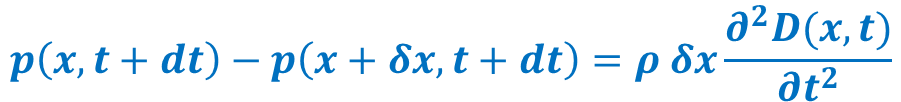 p(x, t + dt) − p(x + δx, t + dt) = ρ δx ∂²D(x, t)/∂t²